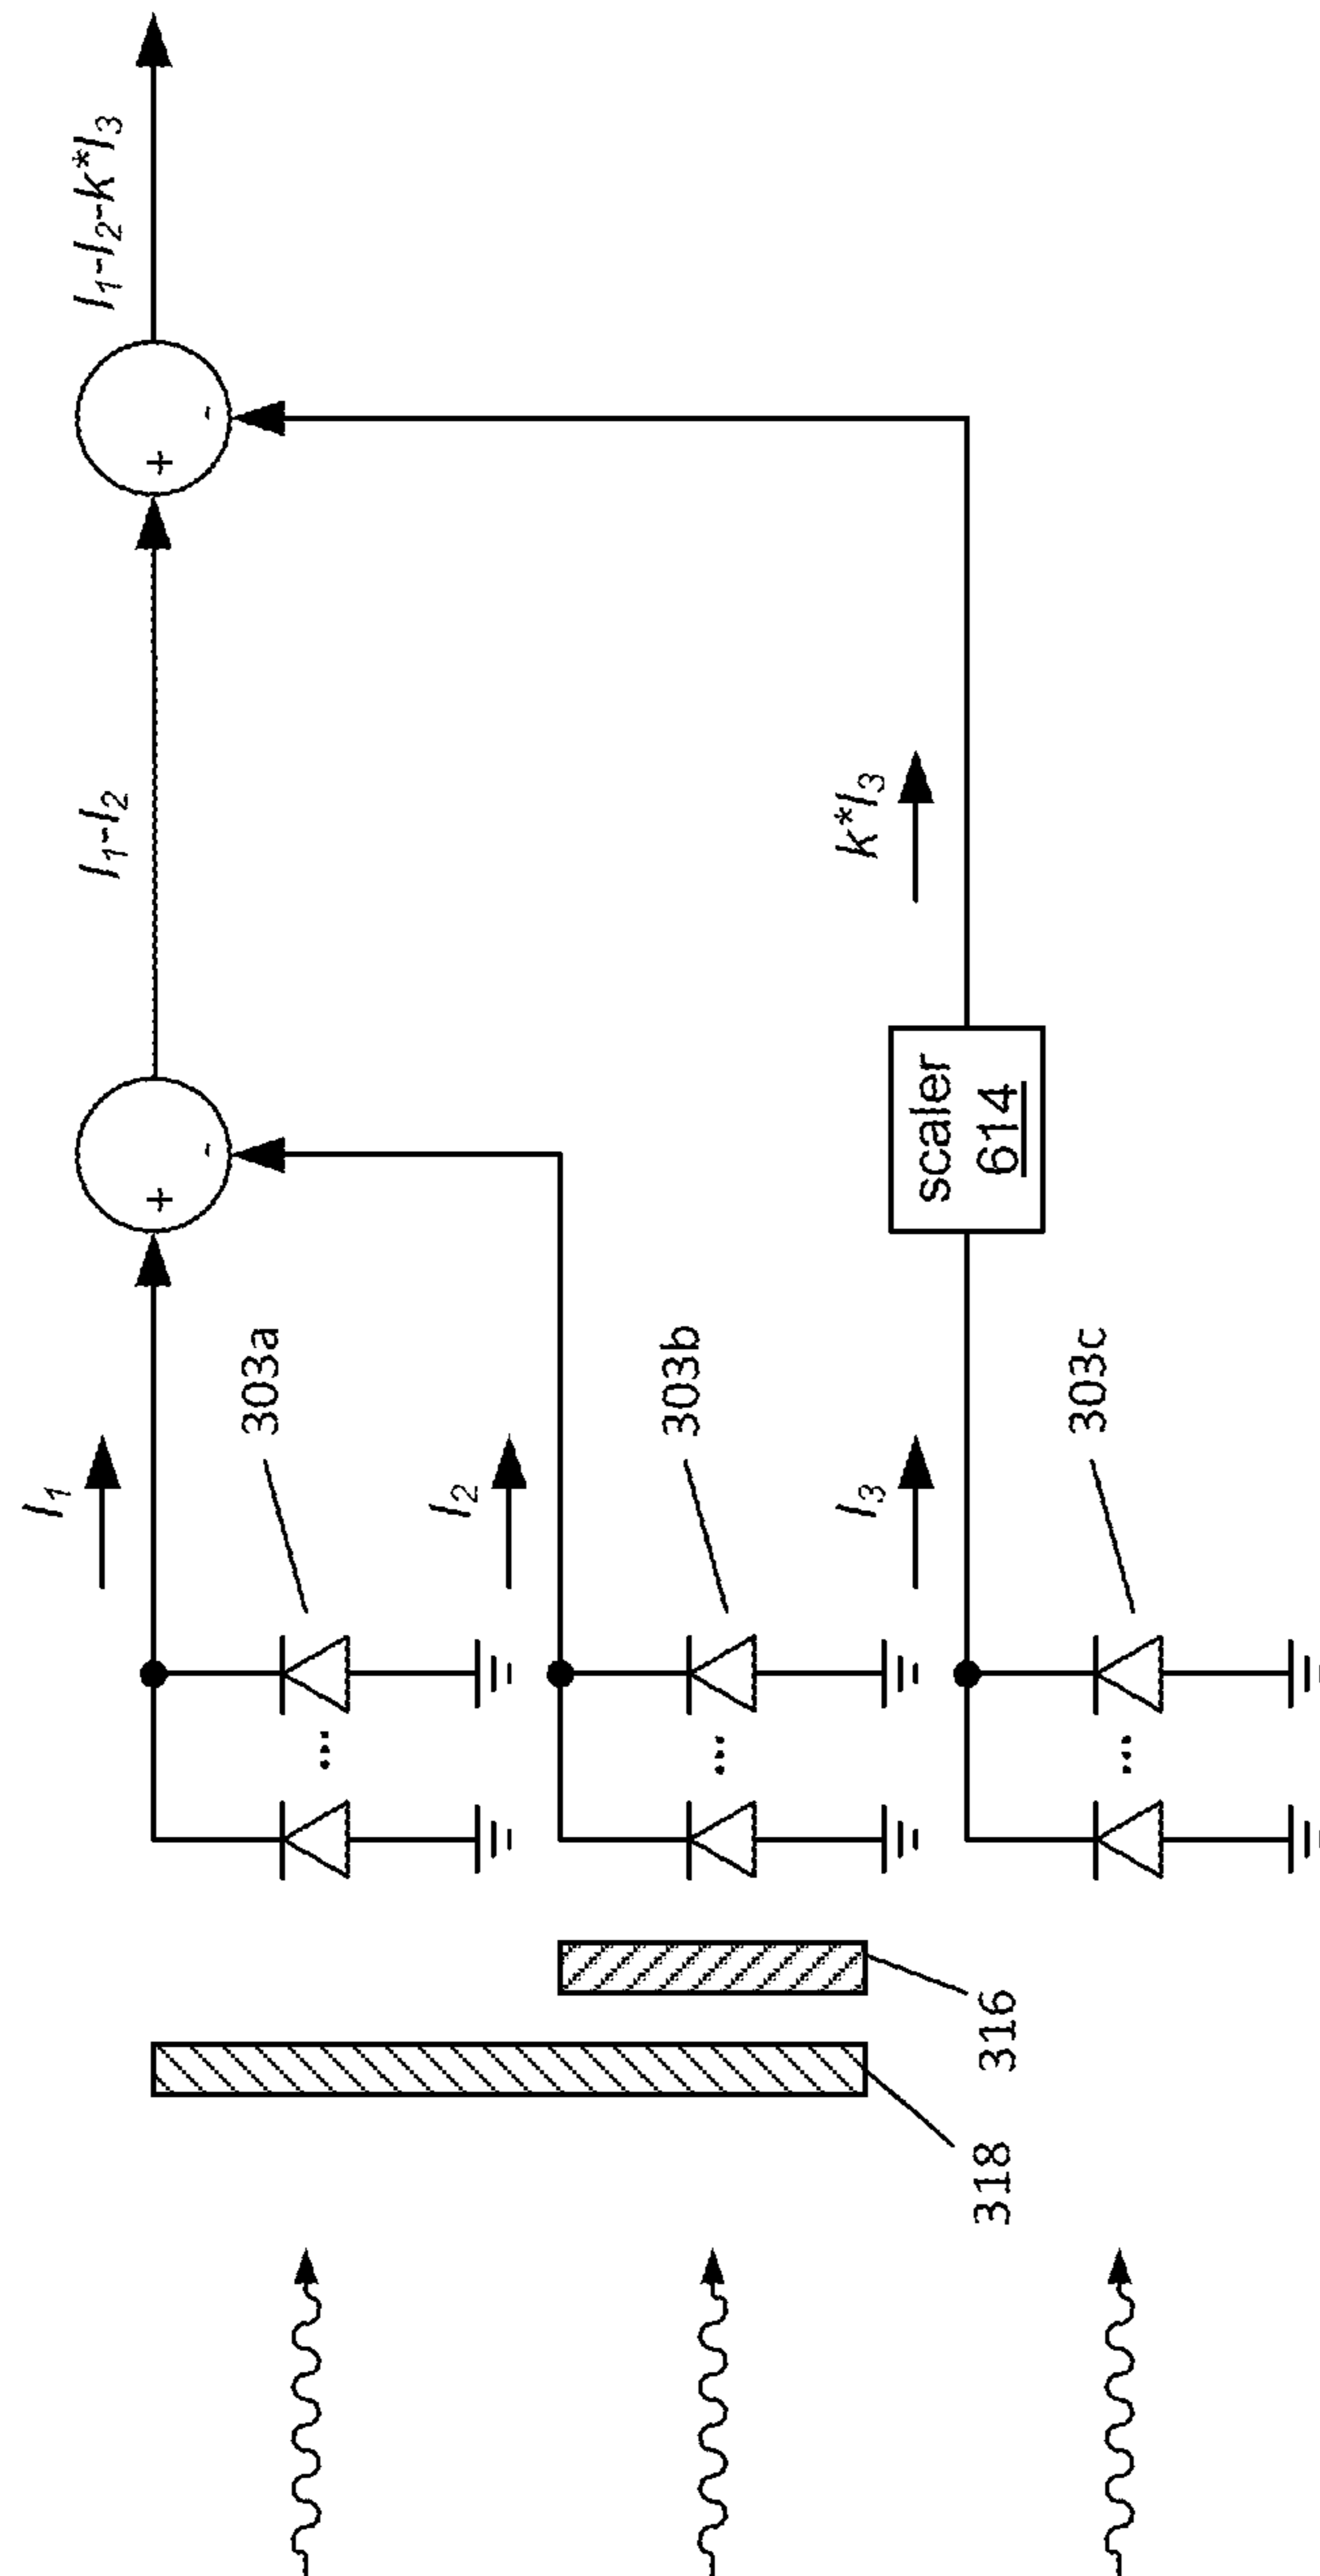 I₁
I₁-I₂
I₁-I₂-k*I₃
+
-
+
-
303a
I₂
303b
I₃
k*I₃
scaler
614
303c
...
...
...
316
318